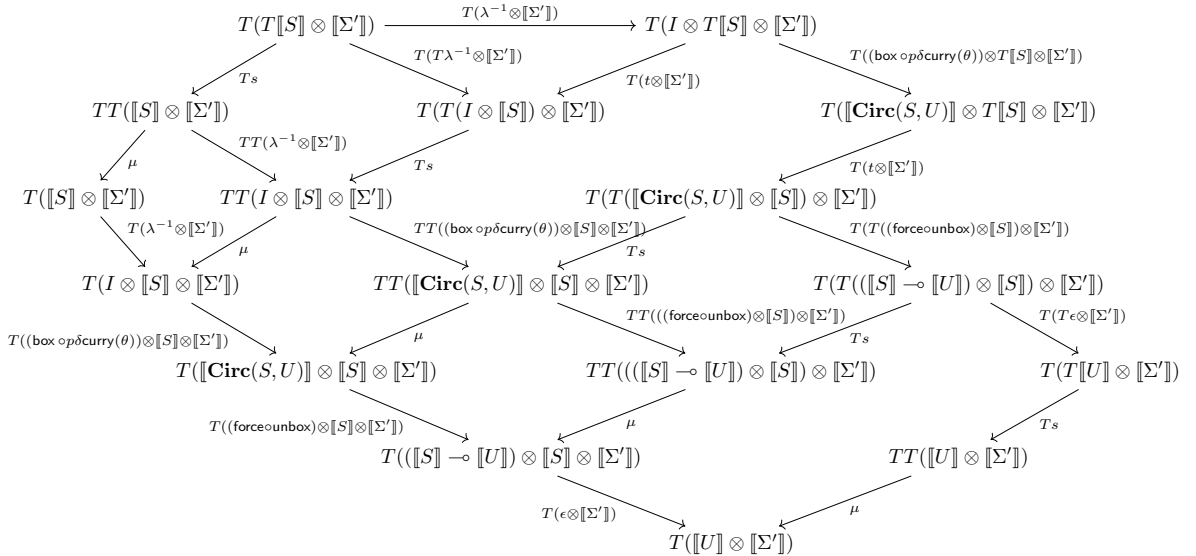 T(λ⁻¹⊗⟦Σ′⟧)
T(T⟦S⟧ ⊗ ⟦Σ′⟧) T(I ⊗ T⟦S⟧ ⊗ ⟦Σ′⟧)
T(Tλ⁻¹⊗⟦Σ′⟧) T((box∘pδcurry(θ))⊗T⟦S⟧⊗⟦Σ′⟧)
Ts T(t⊗⟦Σ′⟧)
TT(⟦S⟧ ⊗ ⟦Σ′⟧) T(T(I ⊗ ⟦S⟧) ⊗ ⟦Σ′⟧) T(⟦Circ(S, U)⟧ ⊗ T⟦S⟧ ⊗ ⟦Σ′⟧)
TT(λ⁻¹⊗⟦Σ′⟧)
μ Ts T(t⊗⟦Σ′⟧)
T(⟦S⟧ ⊗ ⟦Σ′⟧) TT(I ⊗ ⟦S⟧ ⊗ ⟦Σ′⟧) T(T(⟦Circ(S, U)⟧ ⊗ ⟦S⟧) ⊗ ⟦Σ′⟧)
T(λ⁻¹⊗⟦Σ′⟧) TT((box∘pδcurry(θ))⊗⟦S⟧⊗⟦Σ′⟧) T(T((force∘unbox)⊗⟦S⟧)⊗⟦Σ′⟧)
μ Ts
T(I ⊗ ⟦S⟧ ⊗ ⟦Σ′⟧) TT(⟦Circ(S, U)⟧ ⊗ ⟦S⟧ ⊗ ⟦Σ′⟧) T(T((⟦S⟧ ⊸ ⟦U⟧) ⊗ ⟦S⟧) ⊗ ⟦Σ′⟧)
TT(((force∘unbox)⊗⟦S⟧)⊗⟦Σ′⟧) T(Tϵ⊗⟦Σ′⟧)
T((box∘pδcurry(θ))⊗⟦S⟧⊗⟦Σ′⟧) μ Ts
T(⟦Circ(S, U)⟧ ⊗ ⟦S⟧ ⊗ ⟦Σ′⟧) TT(((⟦S⟧ ⊸ ⟦U⟧) ⊗ ⟦S⟧) ⊗ ⟦Σ′⟧) T(T⟦U⟧ ⊗ ⟦Σ′⟧)
T((force∘unbox)⊗⟦S⟧⊗⟦Σ′⟧) μ Ts
T((⟦S⟧ ⊸ ⟦U⟧) ⊗ ⟦S⟧ ⊗ ⟦Σ′⟧) TT(⟦U⟧ ⊗ ⟦Σ′⟧)
T(ϵ⊗⟦Σ′⟧) μ
T(⟦U⟧ ⊗ ⟦Σ′⟧)